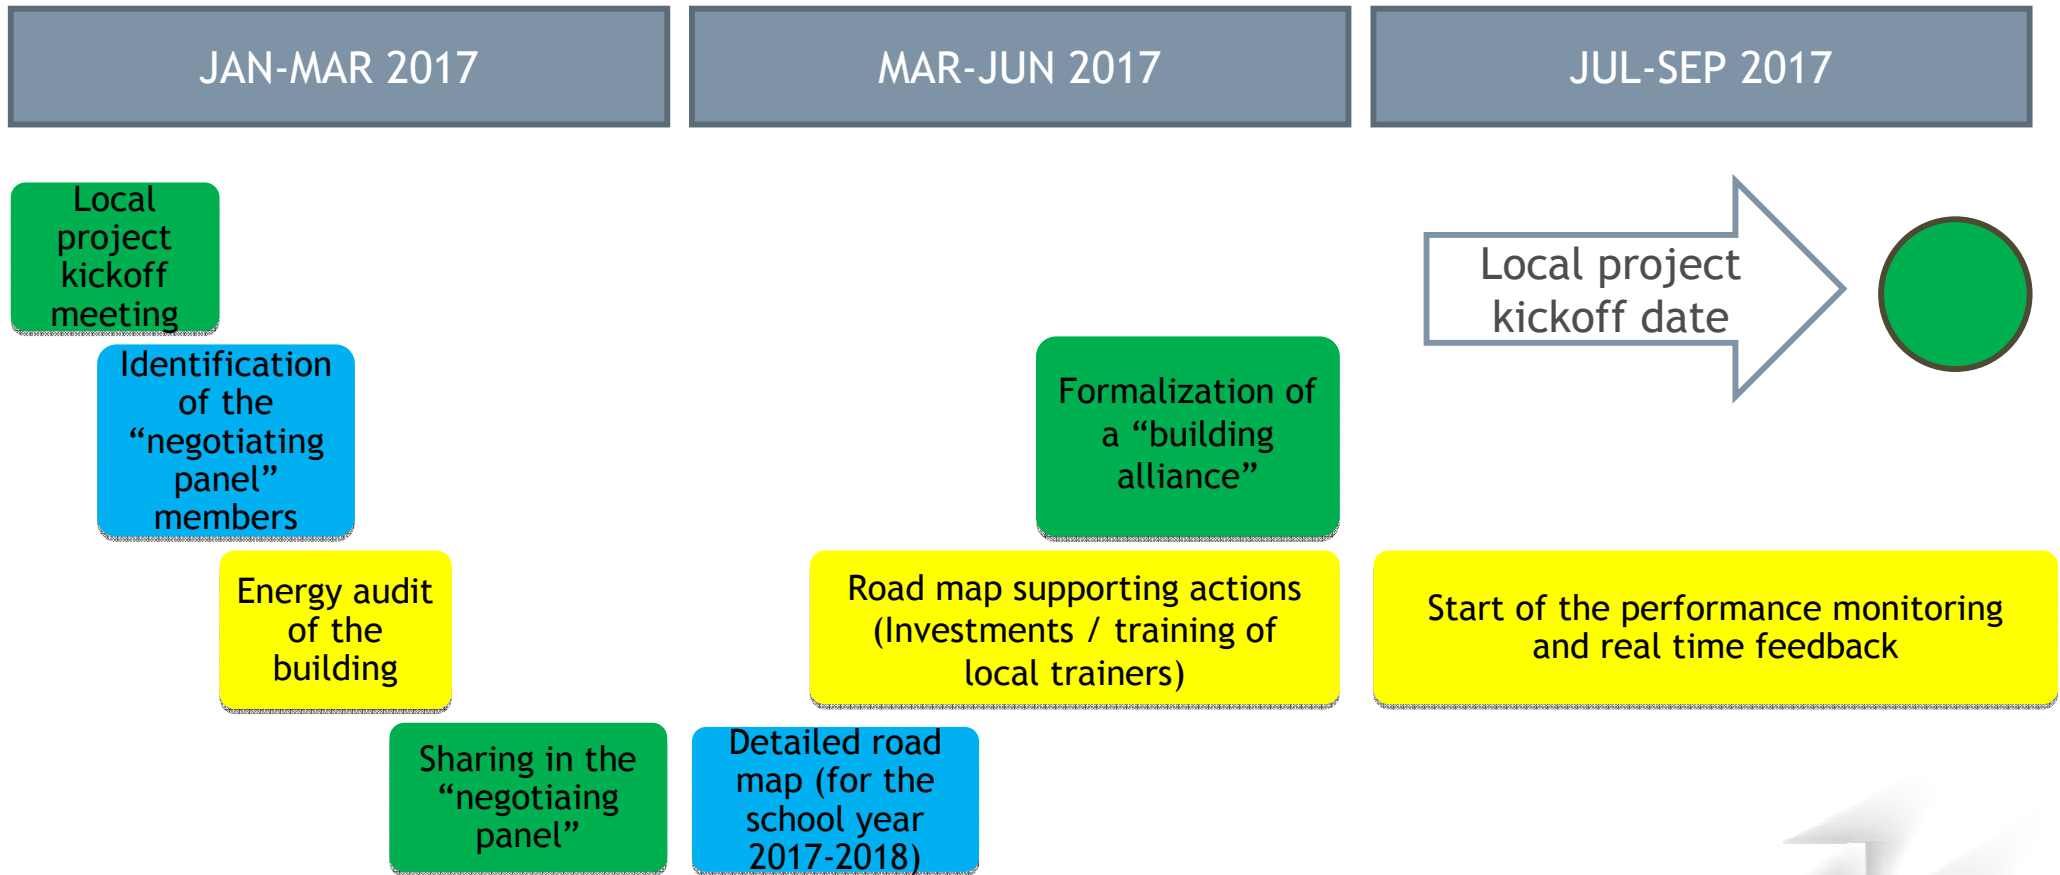 JAN-MAR 2017
MAR-JUN 2017
JUL-SEP 2017
Local
project
kickoff
meeting
Local project
kickoff date
Identification
of the
“negotiating
panel”
members
Formalization of
a “building
alliance”
Energy audit
of the
building
Road map supporting actions
(Investments / training of
local trainers)
Start of the performance monitoring
and real time feedback
Sharing in the
“negotiaing
panel”
Detailed road
map (for the
school year
2017-2018)